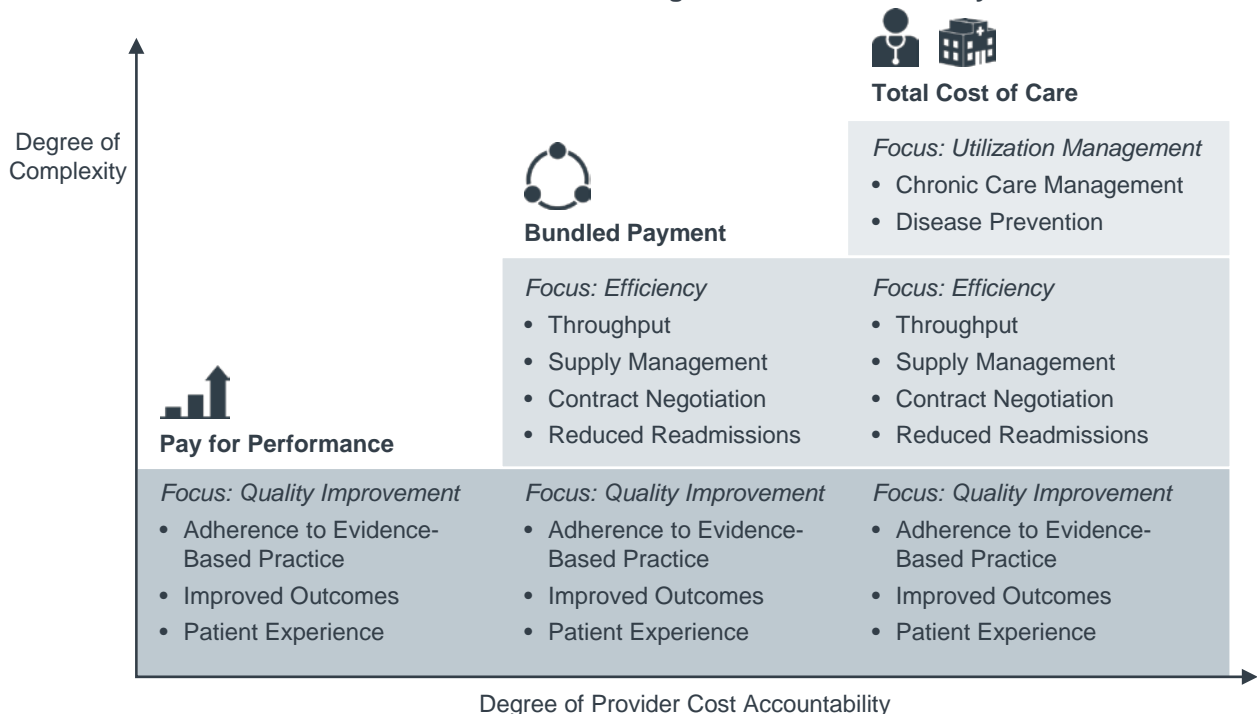 Total Cost of Care
Degree of
Complexity
Focus: Utilization Management
• Chronic Care Management
• Disease Prevention
Bundled Payment
Focus: Efficiency
• Throughput
• Supply Management
• Contract Negotiation
• Reduced Readmissions
Focus: Efficiency
• Throughput
• Supply Management
• Contract Negotiation
• Reduced Readmissions
Pay for Performance
Focus: Quality Improvement
• Adherence to Evidence-
Based Practice
• Improved Outcomes
• Patient Experience
Focus: Quality Improvement
• Adherence to Evidence-
Based Practice
• Improved Outcomes
• Patient Experience
Focus: Quality Improvement
• Adherence to Evidence-
Based Practice
• Improved Outcomes
• Patient Experience
Degree of Provider Cost Accountability